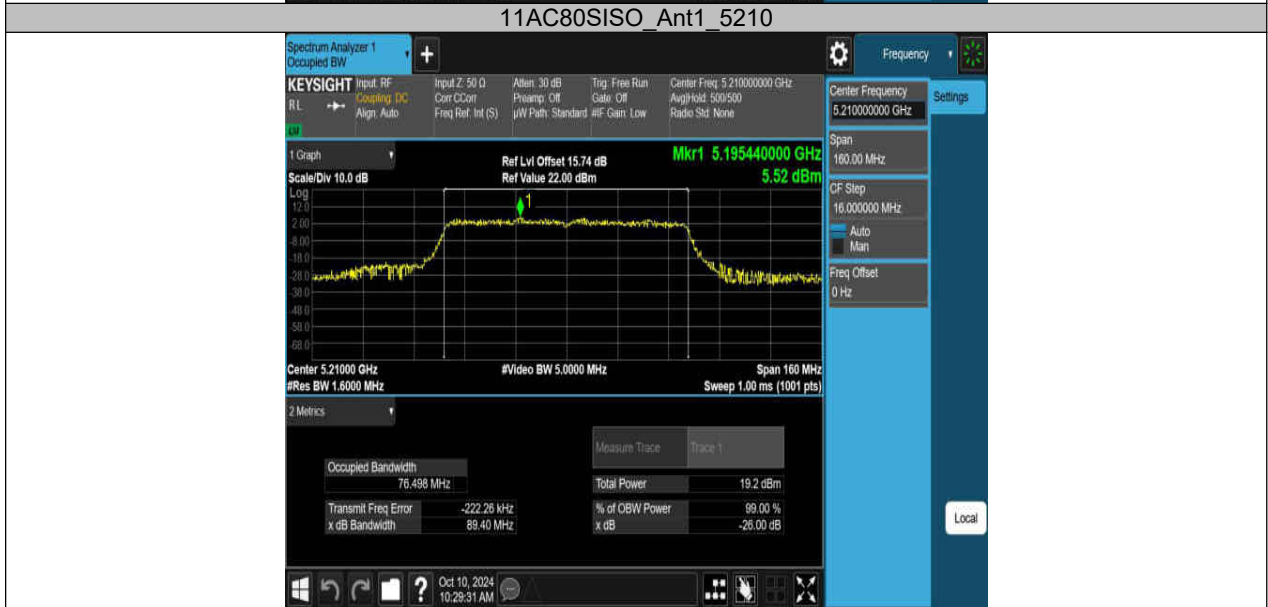 11AC80SISO_Ant1_5210
Spectrum Analyzer 1
Occupied BW
+
Frequency
KEYSIGHT
RL
LM
Input: RF
Coupling: DC
Align: Auto
Input Z: 50 Ω
Corr CCorr
Freq Ref: Int (S)
Atten: 30 dB
Preamp: Off
µW Path: Standard
Trig: Free Run
Gate: Off
#IF Gain: Low
Center Freq: 5.210000000 GHz
Avg|Hold: 500/500
Radio Std: None
Center Frequency
5.210000000 GHz
Settings
Span
160.00 MHz
CF Step
16.000000 MHz
Auto
Man
Freq Offset
0 Hz
Local
1 Graph
Scale/Div 10.0 dB
Ref Lvl Offset 15.74 dB
Ref Value 22.00 dBm
Mkr1 5.195440000 GHz
5.52 dBm
Log
12.0
2.00
-8.00
-18.0
-28.0
-38.0
-48.0
-58.0
-68.0
1
Center 5.21000 GHz
#Video BW 5.0000 MHz
Span 160 MHz
#Res BW 1.6000 MHz
Sweep 1.00 ms (1001 pts)
2 Metrics
Measure Trace
Trace 1
Occupied Bandwidth
76.498 MHz
Total Power
19.2 dBm
Transmit Freq Error
-222.26 kHz
% of OBW Power
99.00 %
x dB Bandwidth
89.40 MHz
x dB
-26.00 dB
?
Oct 10, 2024
10:29:31 AM